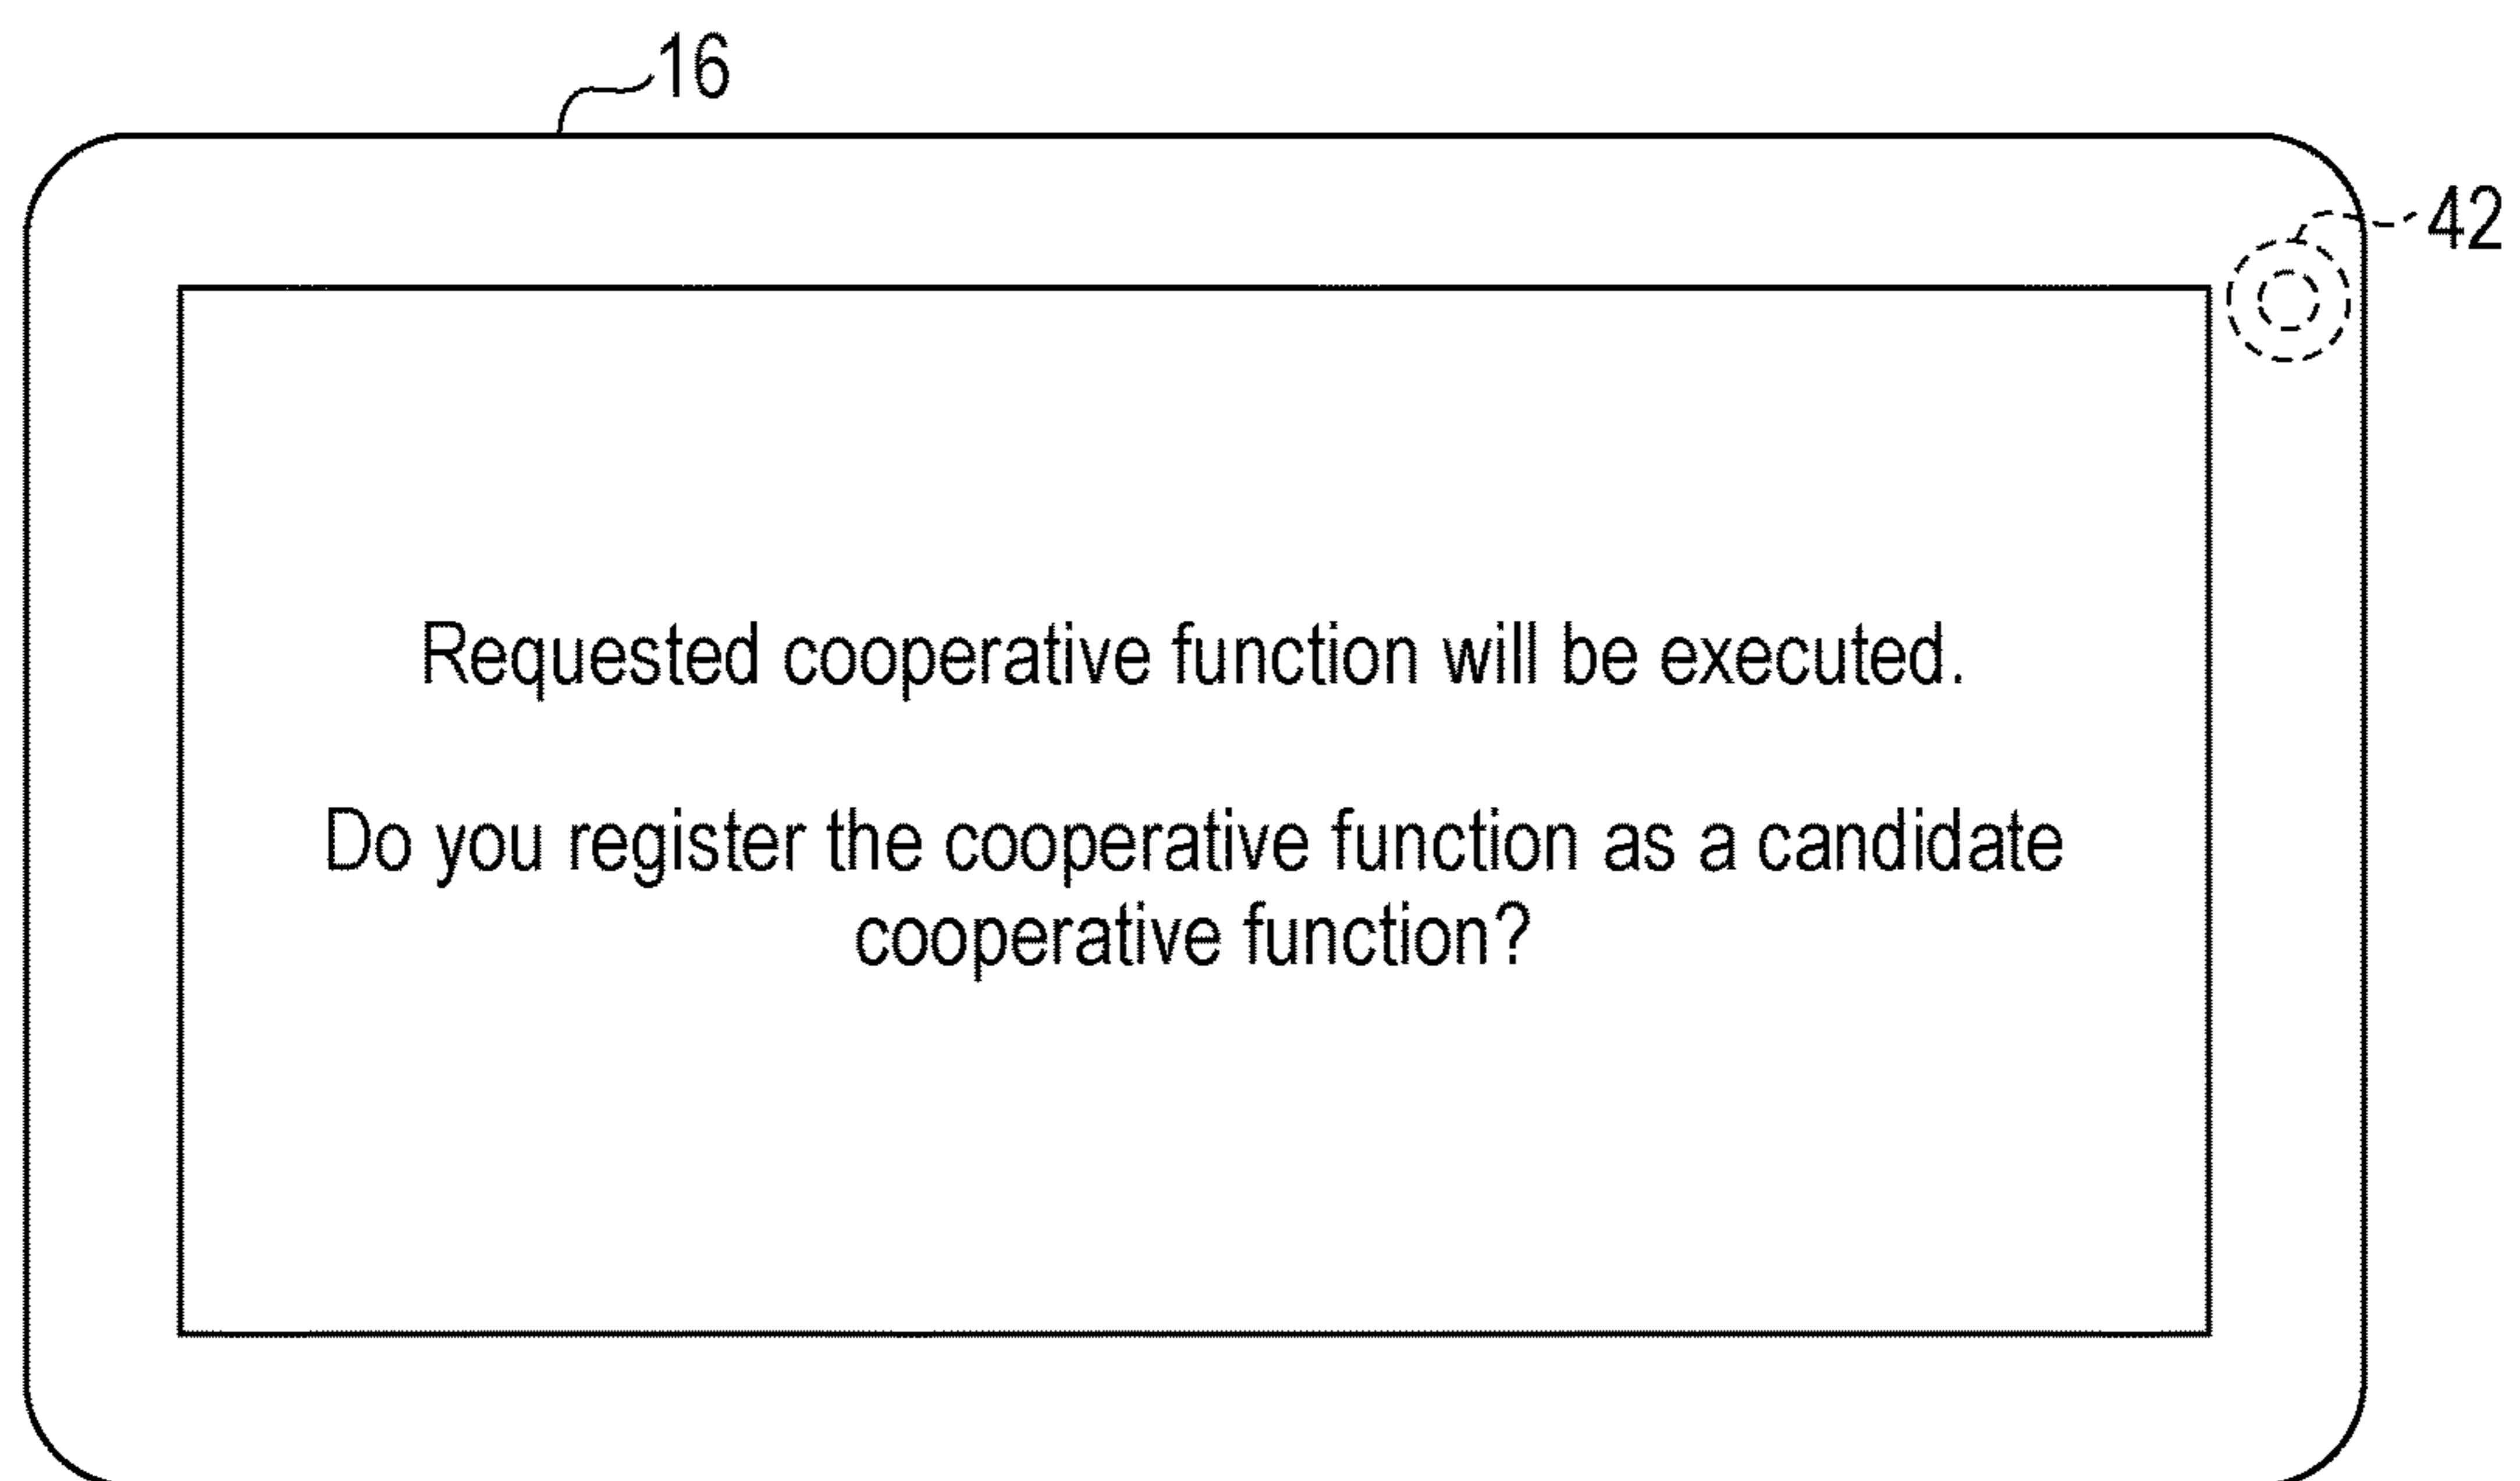 16
42
Requested cooperative function will be executed.
Do you register the cooperative function as a candidate
cooperative function?